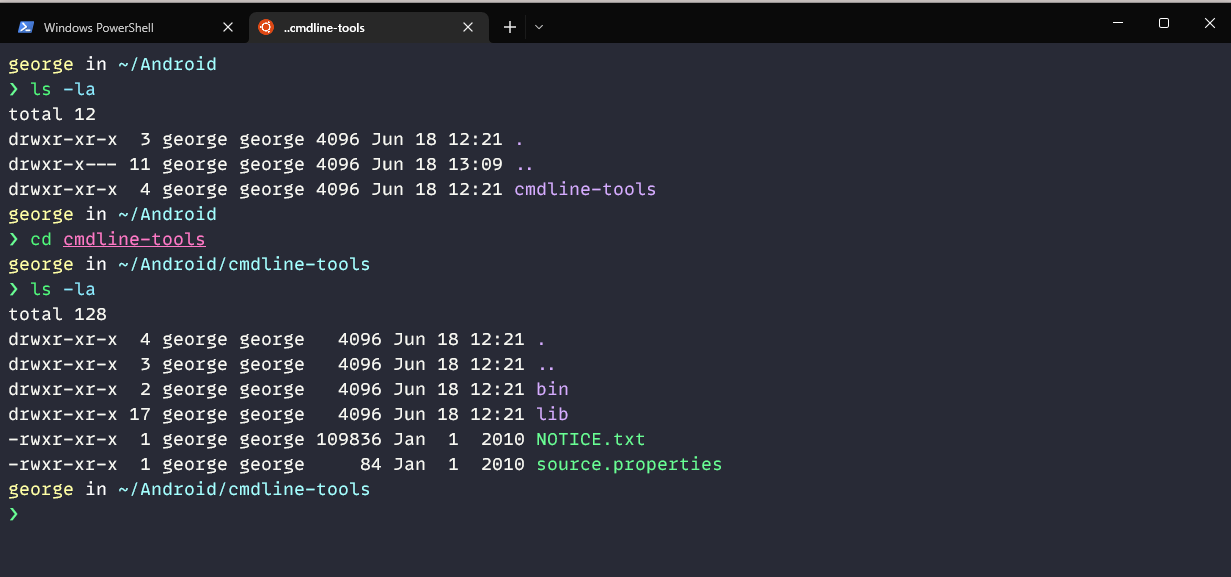 Windows PowerShell
..cmdline-tools
george in ~/Android
❯ ls -la
total 12
drwxr-xr-x  3 george george 4096 Jun 18 12:21 .
drwxr-x--- 11 george george 4096 Jun 18 13:09 ..
drwxr-xr-x  4 george george 4096 Jun 18 12:21 cmdline-tools
george in ~/Android
❯ cd cmdline-tools
george in ~/Android/cmdline-tools
❯ ls -la
total 128
drwxr-xr-x  4 george george   4096 Jun 18 12:21 .
drwxr-xr-x  3 george george   4096 Jun 18 12:21 ..
drwxr-xr-x  2 george george   4096 Jun 18 12:21 bin
drwxr-xr-x 17 george george   4096 Jun 18 12:21 lib
-rwxr-xr-x  1 george george 109836 Jan  1  2010 NOTICE.txt
-rwxr-xr-x  1 george george     84 Jan  1  2010 source.properties
george in ~/Android/cmdline-tools
❯